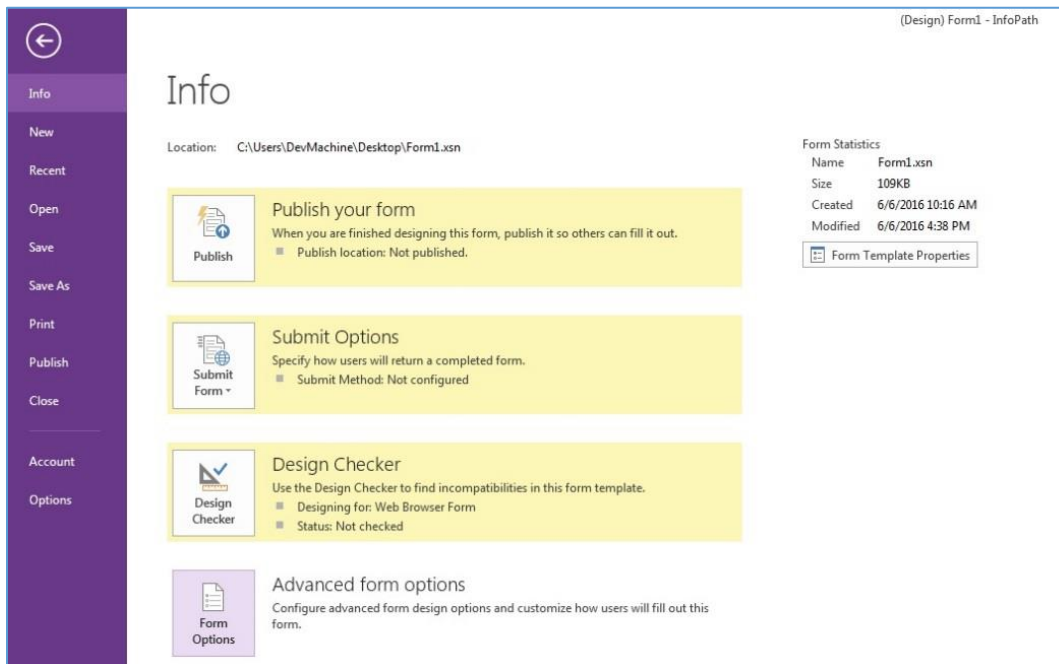 (Design) Form1 - InfoPath
Info
New
Recent
Open
Save
Save As
Print
Publish
Close
Account
Options
Info
Location: C:\Users\DevMachine\Desktop\Form1.xsn
Publish
Publish your form
When you are finished designing this form, publish it so others can fill it out.
Publish location: Not published.
Submit
Form
Submit Options
Specify how users will return a completed form.
Submit Method: Not configured
Design
Checker
Design Checker
Use the Design Checker to find incompatibilities in this form template.
Designing for: Web Browser Form
Status: Not checked
Form
Options
Advanced form options
Configure advanced form design options and customize how users will fill out this
form.
Form Statistics
Name Form1.xsn
Size 109KB
Created 6/6/2016 10:16 AM
Modified 6/6/2016 4:38 PM
Form Template Properties